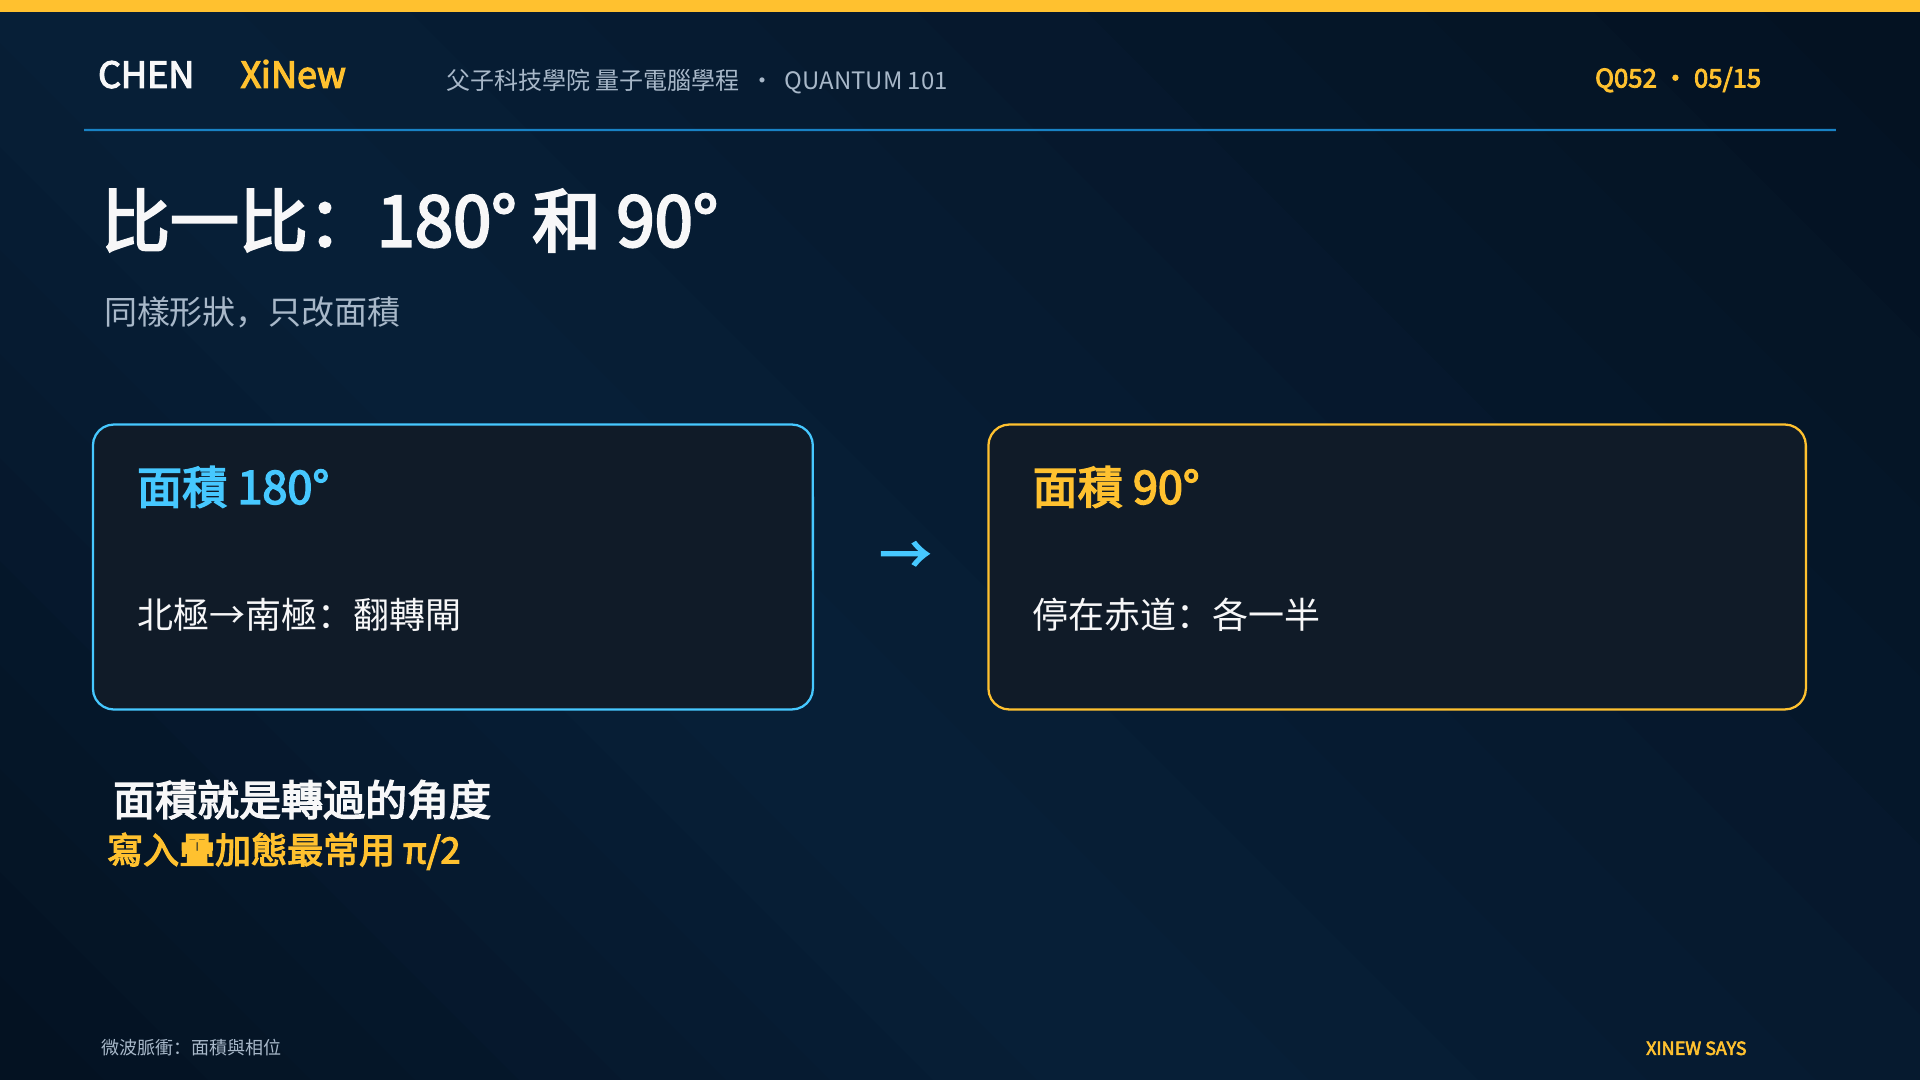 CHEN XiNew 父子科技學院 量子電腦學程 · QUANTUM 101 Q052 · 05/15
比一比：180° 和 90°
同樣形狀，只改面積
面積 180°
北極→南極：翻轉閘
→
面積 90°
停在赤道：各一半
面積就是轉過的角度
寫入疊加態最常用 π/2
微波脈衝：面積與相位
XINEW SAYS